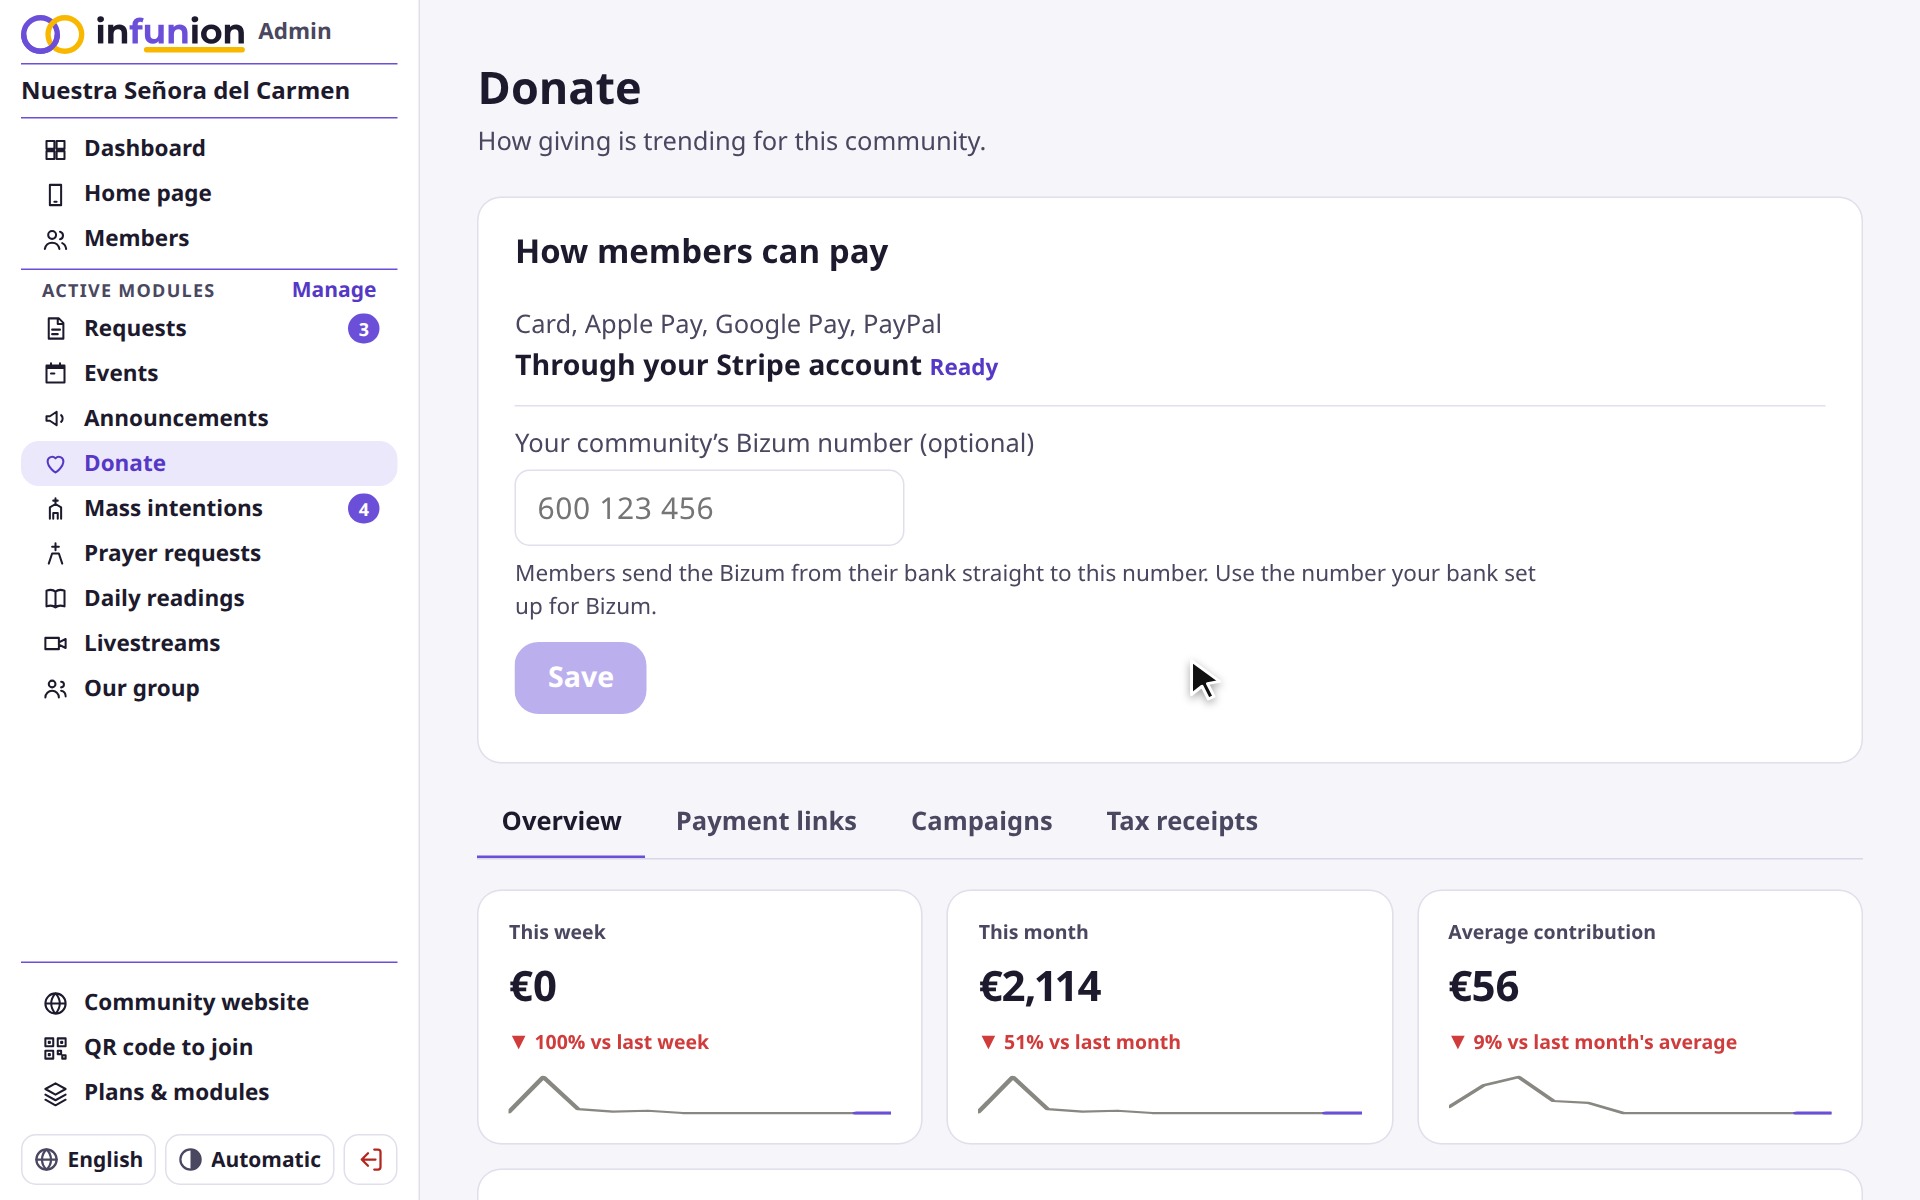 infunion Admin
Nuestra Señora del Carmen
Dashboard
Home page
Members
ACTIVE MODULES Manage
Requests 3
Events
Announcements
Donate
Mass intentions 4
Prayer requests
Daily readings
Livestreams
Our group
Community website
QR code to join
Plans & modules
English Automatic
Donate
How giving is trending for this community.
How members can pay
Card, Apple Pay, Google Pay, PayPal
Through your Stripe account Ready
Your community’s Bizum number (optional)
600 123 456
Members send the Bizum from their bank straight to this number. Use the number your bank set
up for Bizum.
Save
Overview Payment links Campaigns Tax receipts
This week
€0
▼ 100% vs last week
This month
€2,114
▼ 51% vs last month
Average contribution
€56
▼ 9% vs last month's average